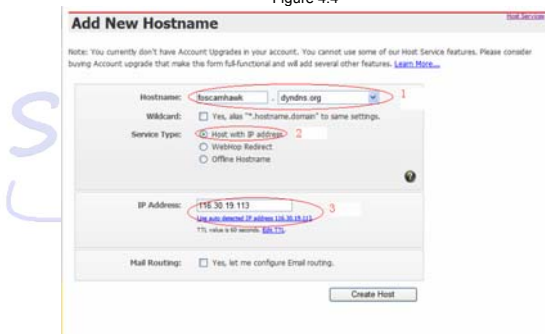 Figure 4.4
Add New Hostname
Host Services
Note: You currently don't have Account Upgrades in your account. You cannot use some of our Host Service features. Please consider
buying Account upgrade that make this form full-functional and will add several other features. Learn More...
Hostname: foscamhawk . dyndns.org 1
Wildcard: Yes, alias "*.hostname.domain" to same settings.
Service Type: Host with IP address 2
WebHop Redirect
Offline Hostname
?
IP Address: 116.30.19.113 3
Use auto detected IP address 116.30.19.113.
TTL value is 60 seconds. Edit TTL.
Mail Routing: Yes, let me configure Email routing.
Create Host